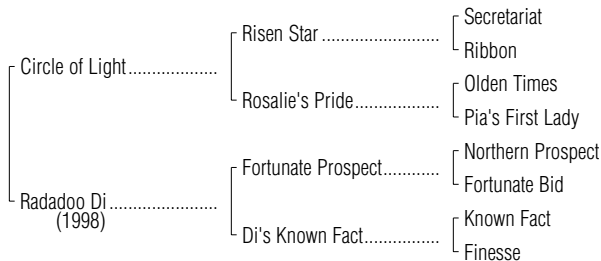 Secretariat
Risen Star ........................
Ribbon
Circle of Light..................
Olden Times
Rosalie's Pride.................
Pia's First Lady
Northern Prospect
Fortunate Prospect............
Fortunate Bid
Radadoo Di......................
(1998)
Known Fact
Di's Known Fact................
Finesse